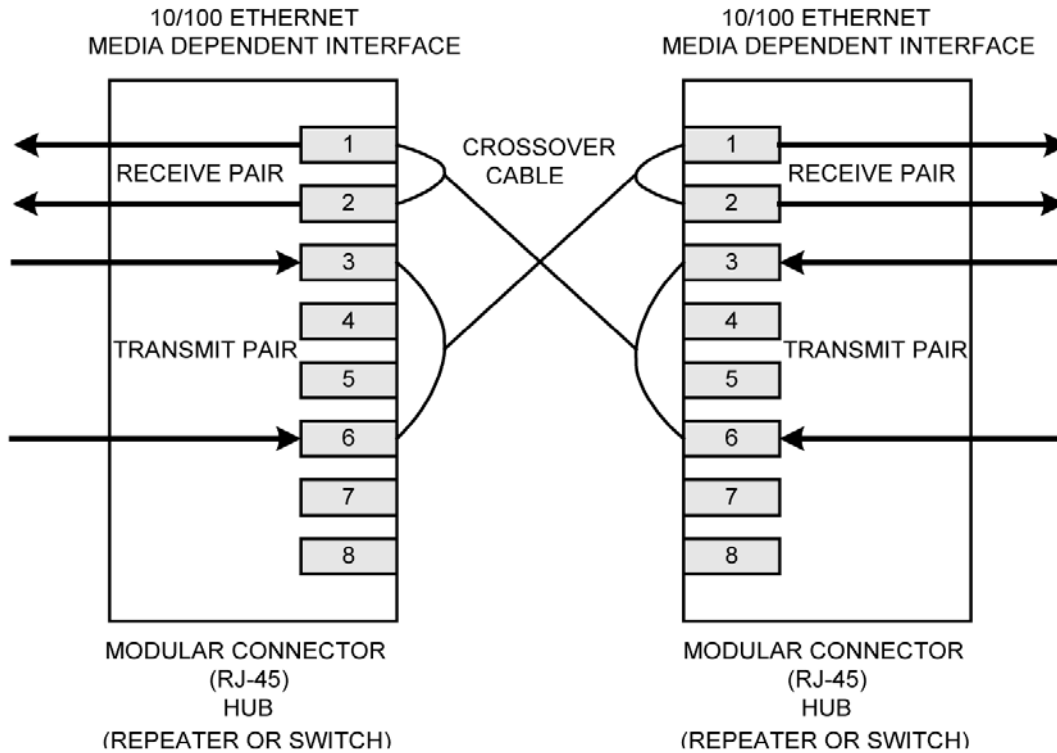 10/100 ETHERNET
MEDIA DEPENDENT INTERFACE
10/100 ETHERNET
MEDIA DEPENDENT INTERFACE
1
RECEIVE PAIR
2
3
4
TRANSMIT PAIR
5
6
7
8
CROSSOVER
CABLE
1
RECEIVE PAIR
2
3
4
TRANSMIT PAIR
5
6
7
8
MODULAR CONNECTOR
(RJ-45)
HUB
(REPEATER OR SWITCH)
MODULAR CONNECTOR
(RJ-45)
HUB
(REPEATER OR SWITCH)